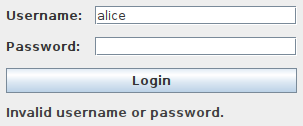 Username: alice
Password:
Login
Invalid username or password.